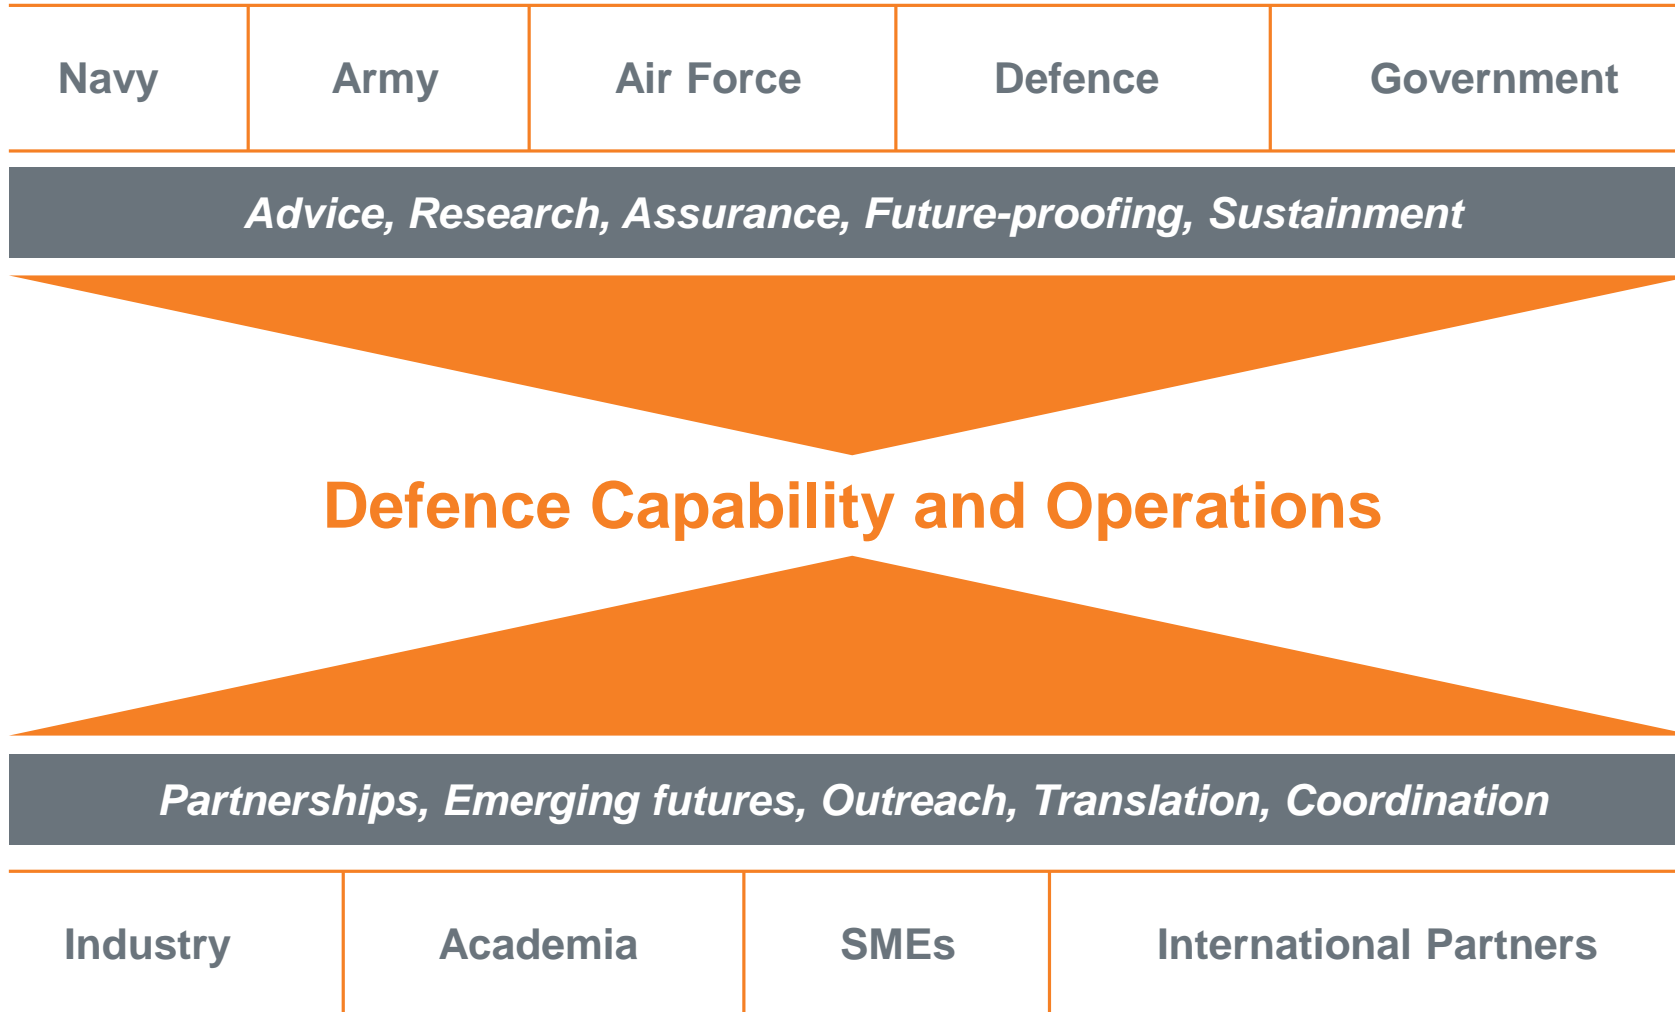 Navy Army Air Force Defence Government
Advice, Research, Assurance, Future-proofing, Sustainment
Defence Capability and Operations
Partnerships, Emerging futures, Outreach, Translation, Coordination
Industry Academia SMEs International Partners